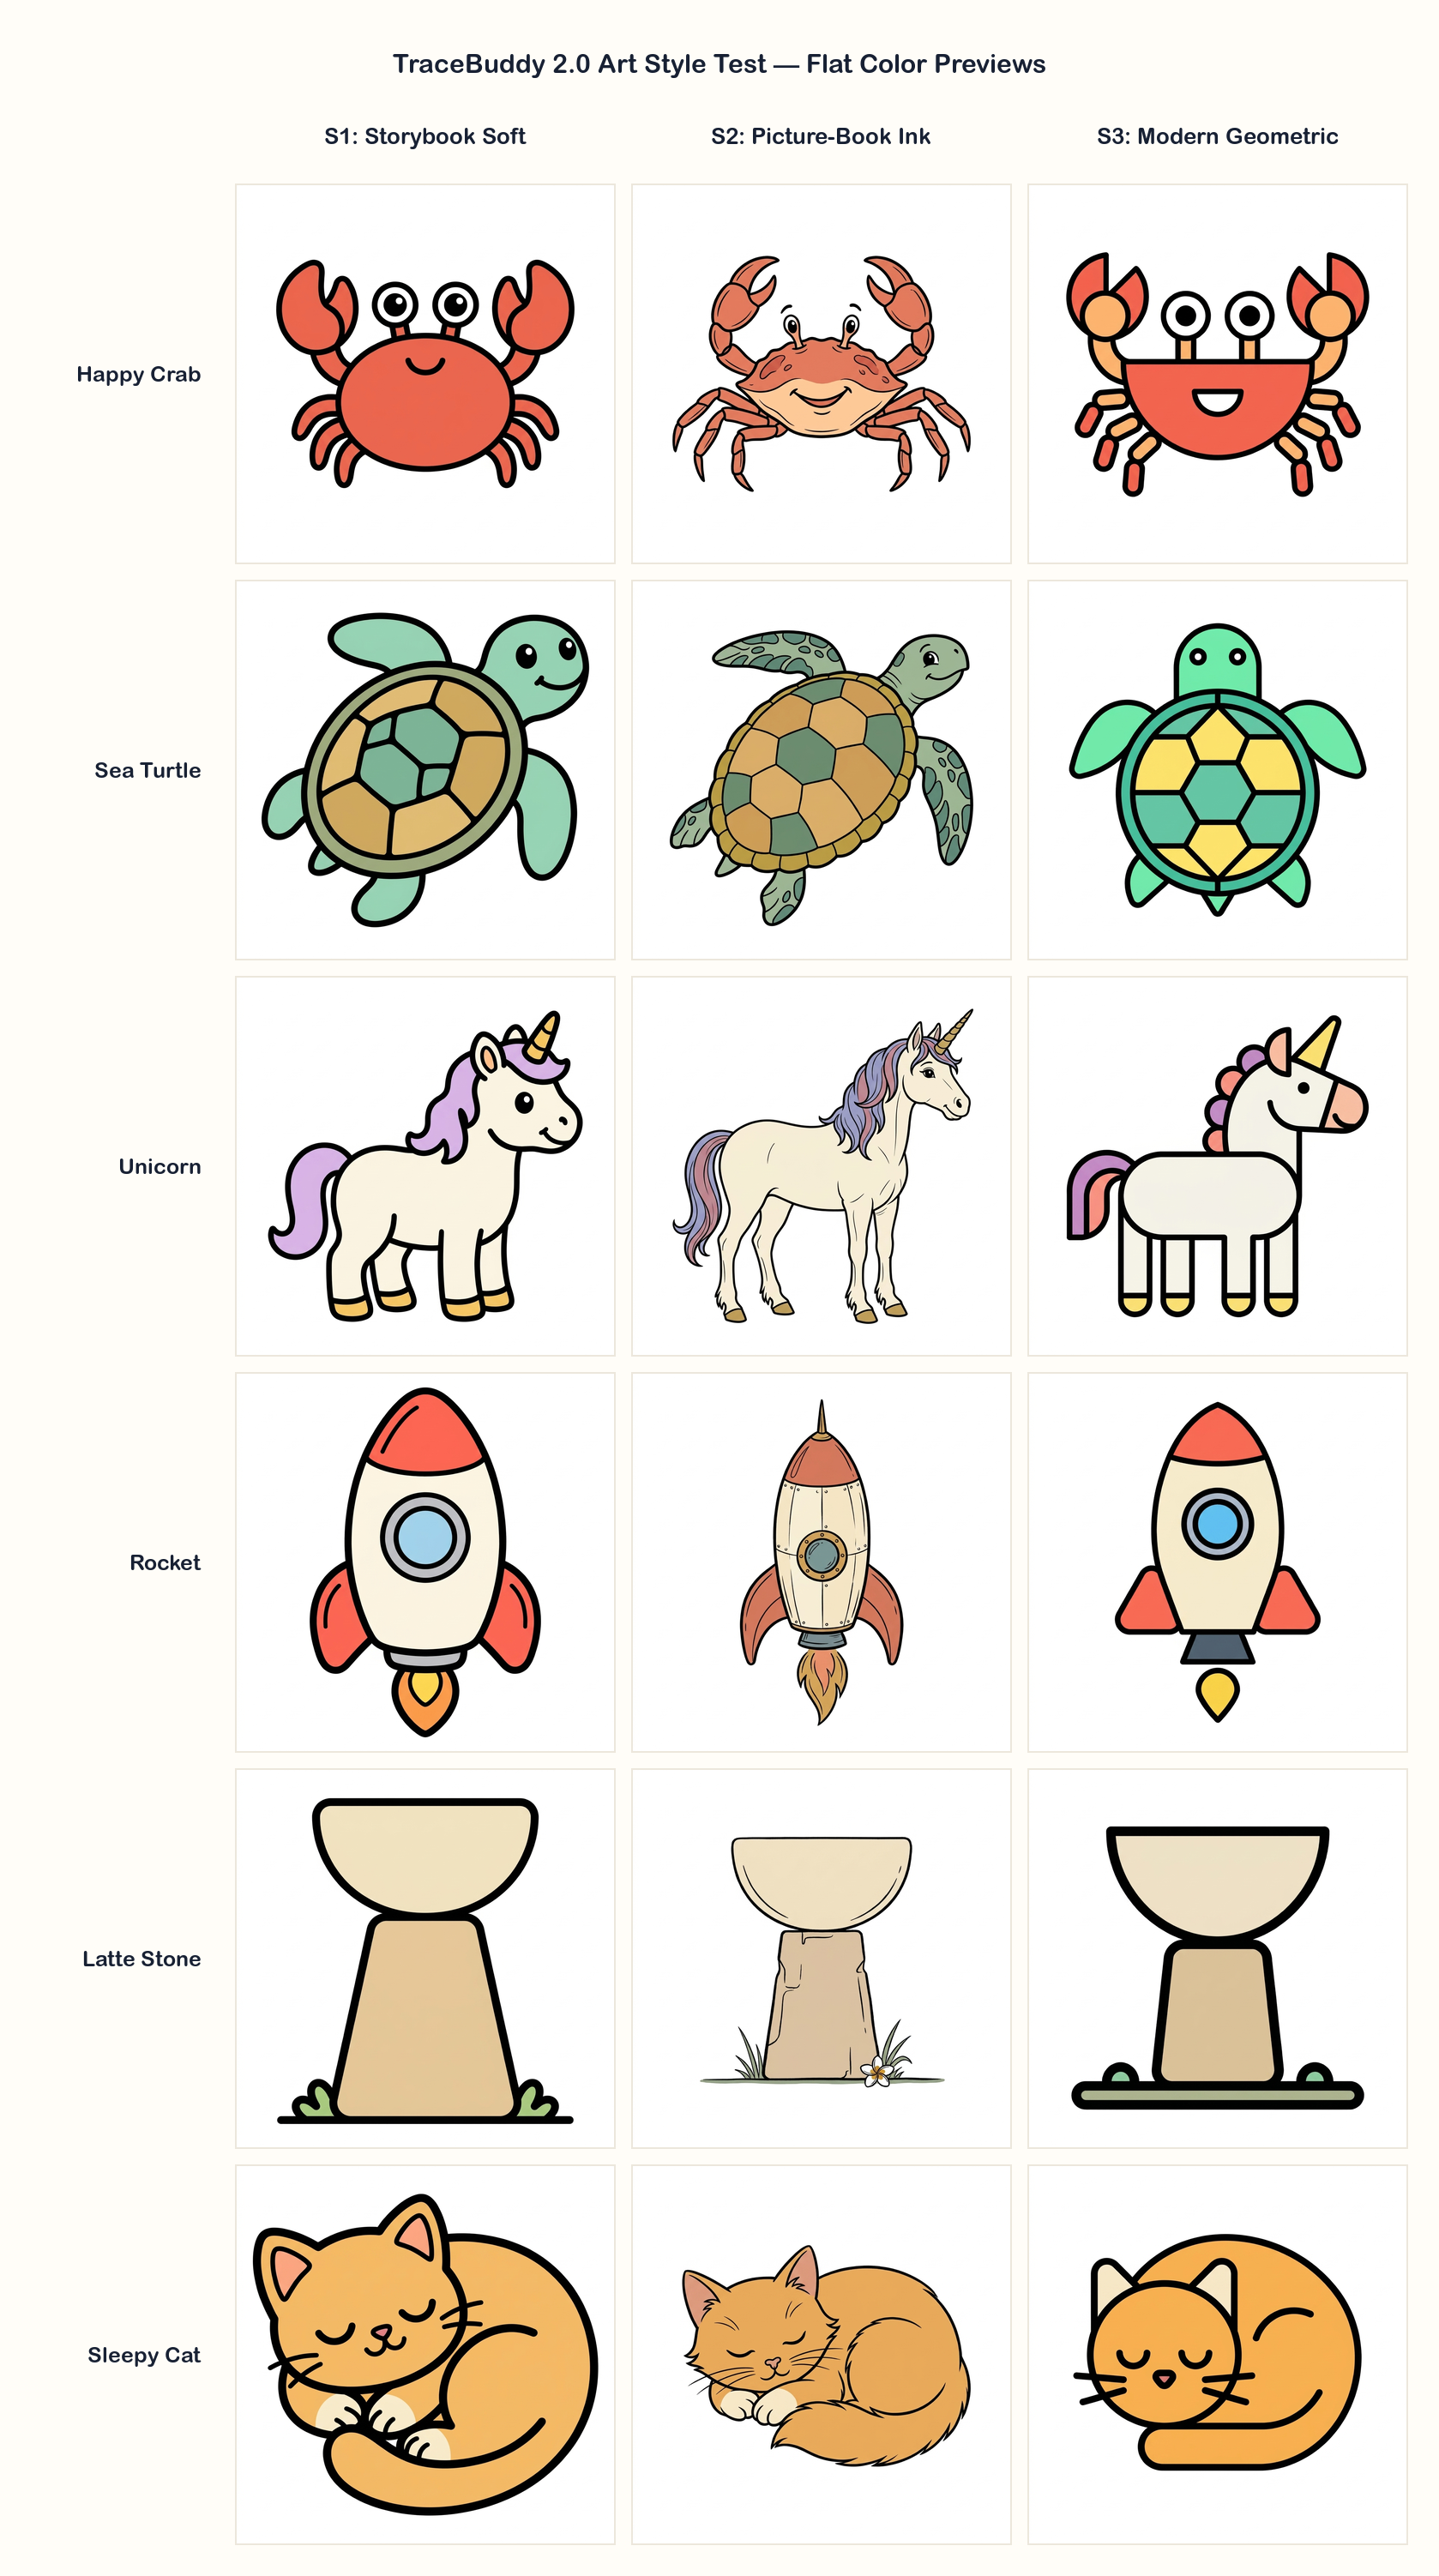 TraceBuddy 2.0 Art Style Test — Flat Color Previews
S1: Storybook Soft
S2: Picture-Book Ink
S3: Modern Geometric
Happy Crab
Sea Turtle
Unicorn
Rocket
Latte Stone
Sleepy Cat